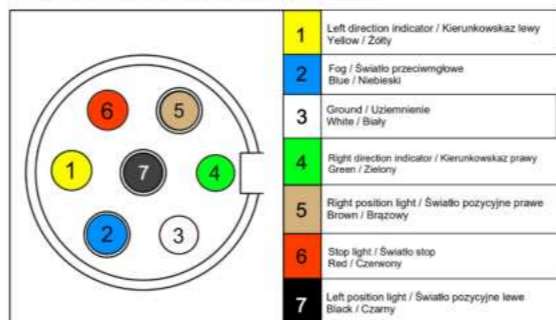 6
5
1
7
4
2
3
1
Left direction indicator / Kierunkowskaz lewy
Yellow / Żółty
2
Fog / Światło przeciwmgłowe
Blue / Niebieski
3
Ground / Uziemnienie
White / Biały
4
Right direction indicator / Kierunkowskaz prawy
Green / Zielony
5
Right position light / Światło pozycyjne prawe
Brown / Brązowy
6
Stop light / Światło stop
Red / Czerwony
7
Left position light / Światło pozycyjne lewe
Black / Czarny